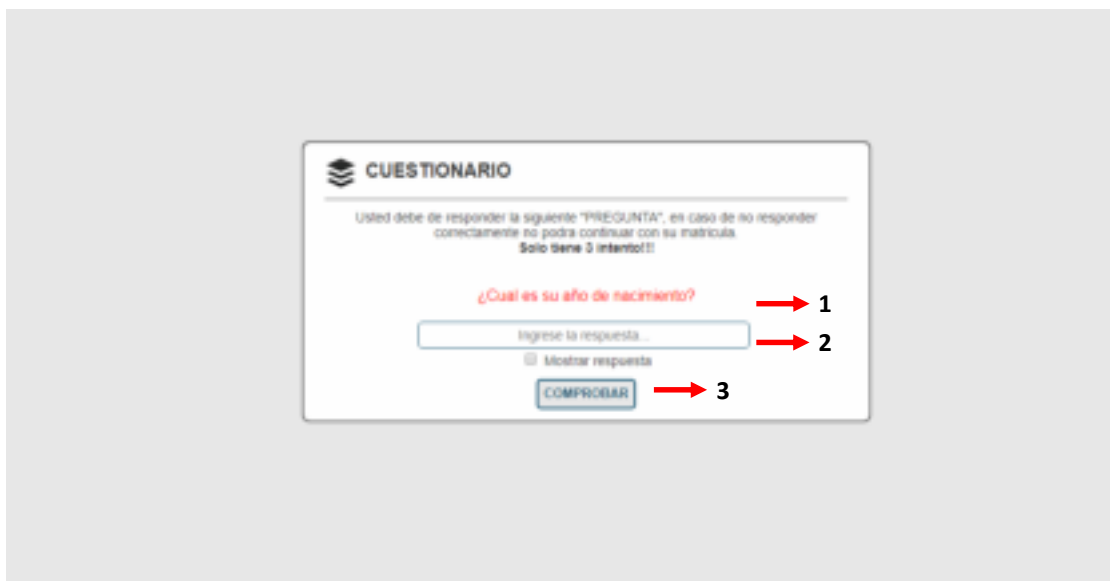 CUESTIONARIO
Usted debe de responder la siguiente "PREGUNTA", en caso de no responder
correctamente no podra continuar con su matricula.
Solo tiene 3 intento!!!
¿Cual es su año de nacimiento?
1
Ingrese la respuesta...
2
Mostrar respuesta
COMPROBAR
3